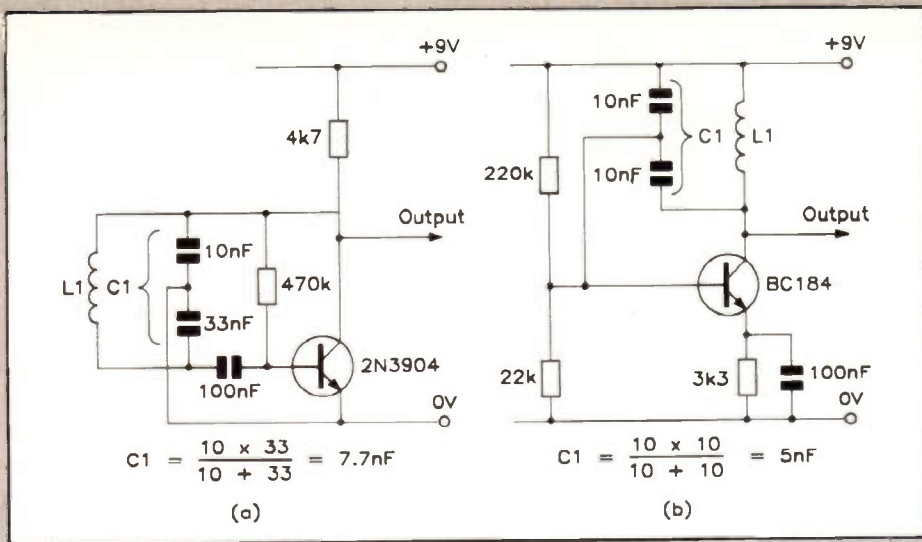 +9V
4k7
Output
L1
C1
10nF
470k
33nF
100nF
2N3904
0V
C1 = 10 x 33 / 10 + 33 = 7.7nF
(a)
+9V
10nF
C1
L1
10nF
220k
Output
BC184
22k
3k3
100nF
0V
C1 = 10 x 10 / 10 + 10 = 5nF
(b)